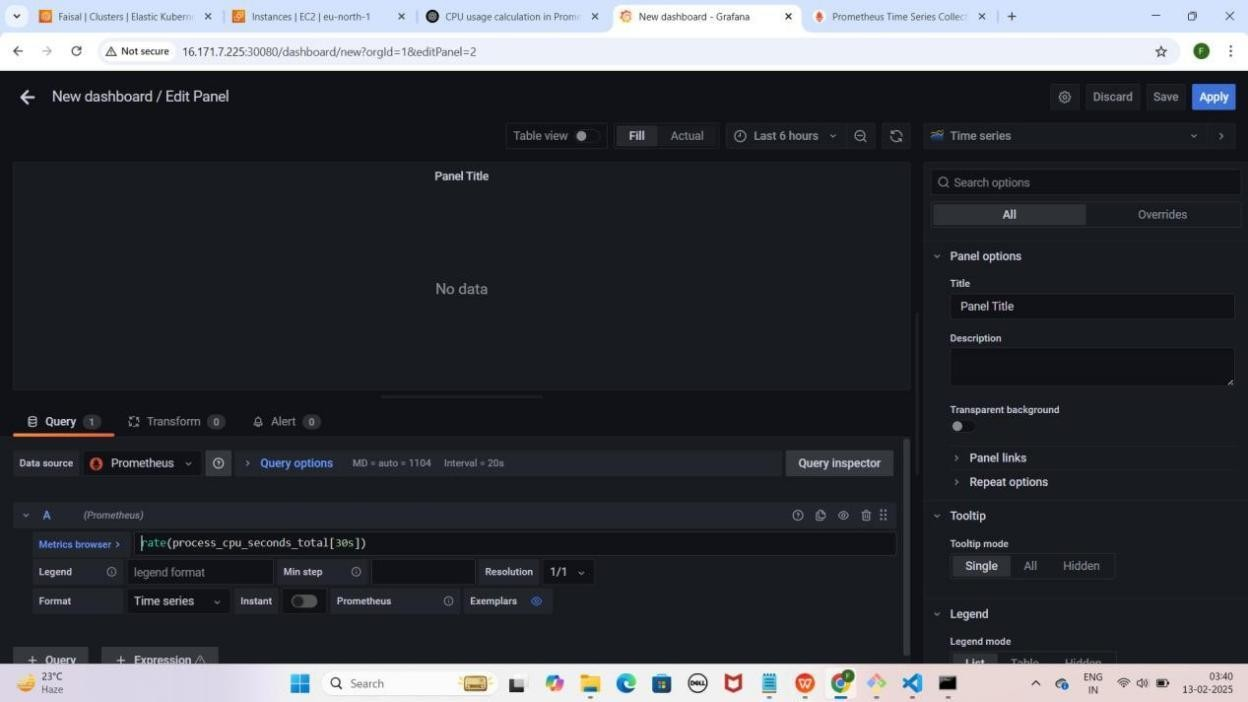 Faisal | Clusters | Elastic Kubern
Instances | EC2 | eu-north-1
CPU usage calculation in Prom
New dashboard - Grafana
Prometheus Time Series Collect
Not secure
16.171.7.225:30080/dashboard/new?orgId=1&editPanel=2
F
New dashboard / Edit Panel
Discard
Save
Apply
Table view
Fill
Actual
Last 6 hours
Time series
Panel Title
Search options
All
Overrides
No data
Panel options
Title
Panel Title
Description
Transparent background
Panel links
Repeat options
Query 1
Transform 0
Alert 0
Data source
Prometheus
Query options
MD = auto = 1104
Interval = 20s
Query inspector
A
(Prometheus)
Metrics browser >
rate(process_cpu_seconds_total[30s])
Legend
legend format
Min step
Resolution
1/1
Format
Time series
Instant
Prometheus
Exemplars
+ Query
+ Expression
Tooltip
Tooltip mode
Single
All
Hidden
Legend
Legend mode
List
Table
Hidden
23°C
Haze
Search
DELL
F
ENG
IN
03:40
13-02-2025